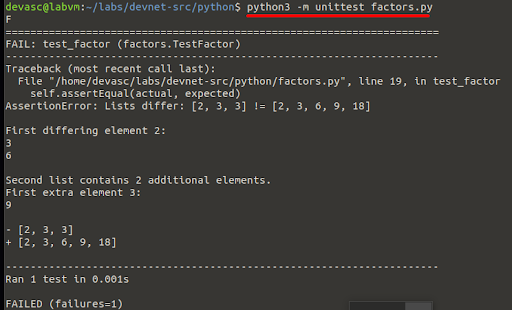 devasc@labvm:~/labs/devnet-src/python$ python3 -m unittest factors.py
F
======================================================================
FAIL: test_factor (factors.TestFactor)
----------------------------------------------------------------------
Traceback (most recent call last):
  File "/home/devasc/labs/devnet-src/python/factors.py", line 19, in test_factor
    self.assertEqual(actual, expected)
AssertionError: Lists differ: [2, 3, 3] != [2, 3, 6, 9, 18]

First differing element 2:
3
6

Second list contains 2 additional elements.
First extra element 3:
9

- [2, 3, 3]
+ [2, 3, 6, 9, 18]

----------------------------------------------------------------------
Ran 1 test in 0.001s

FAILED (failures=1)